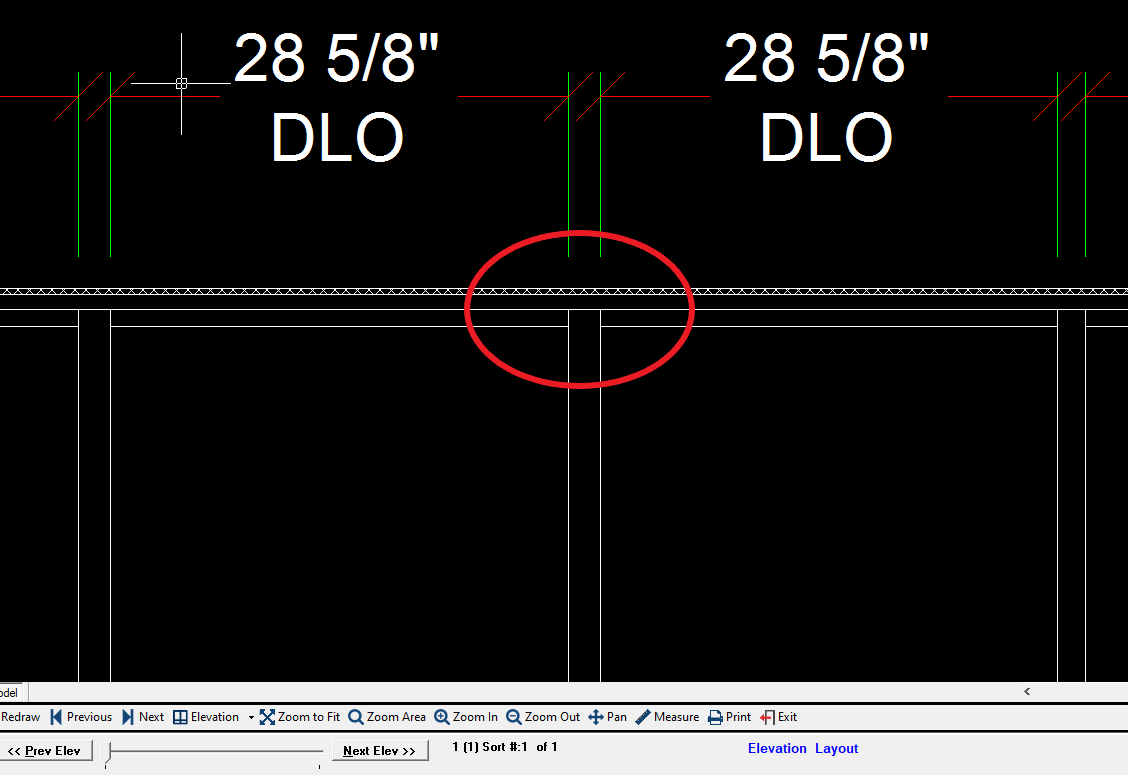 28 5/8" 28 5/8"
DLO DLO
odel <
Redraw Previous Next Elevation Zoom to Fit Zoom Area Zoom In Zoom Out Pan Measure Print Exit
<< Prev Elev Next Elev >> 1 (1) Sort #:1 of 1 Elevation Layout